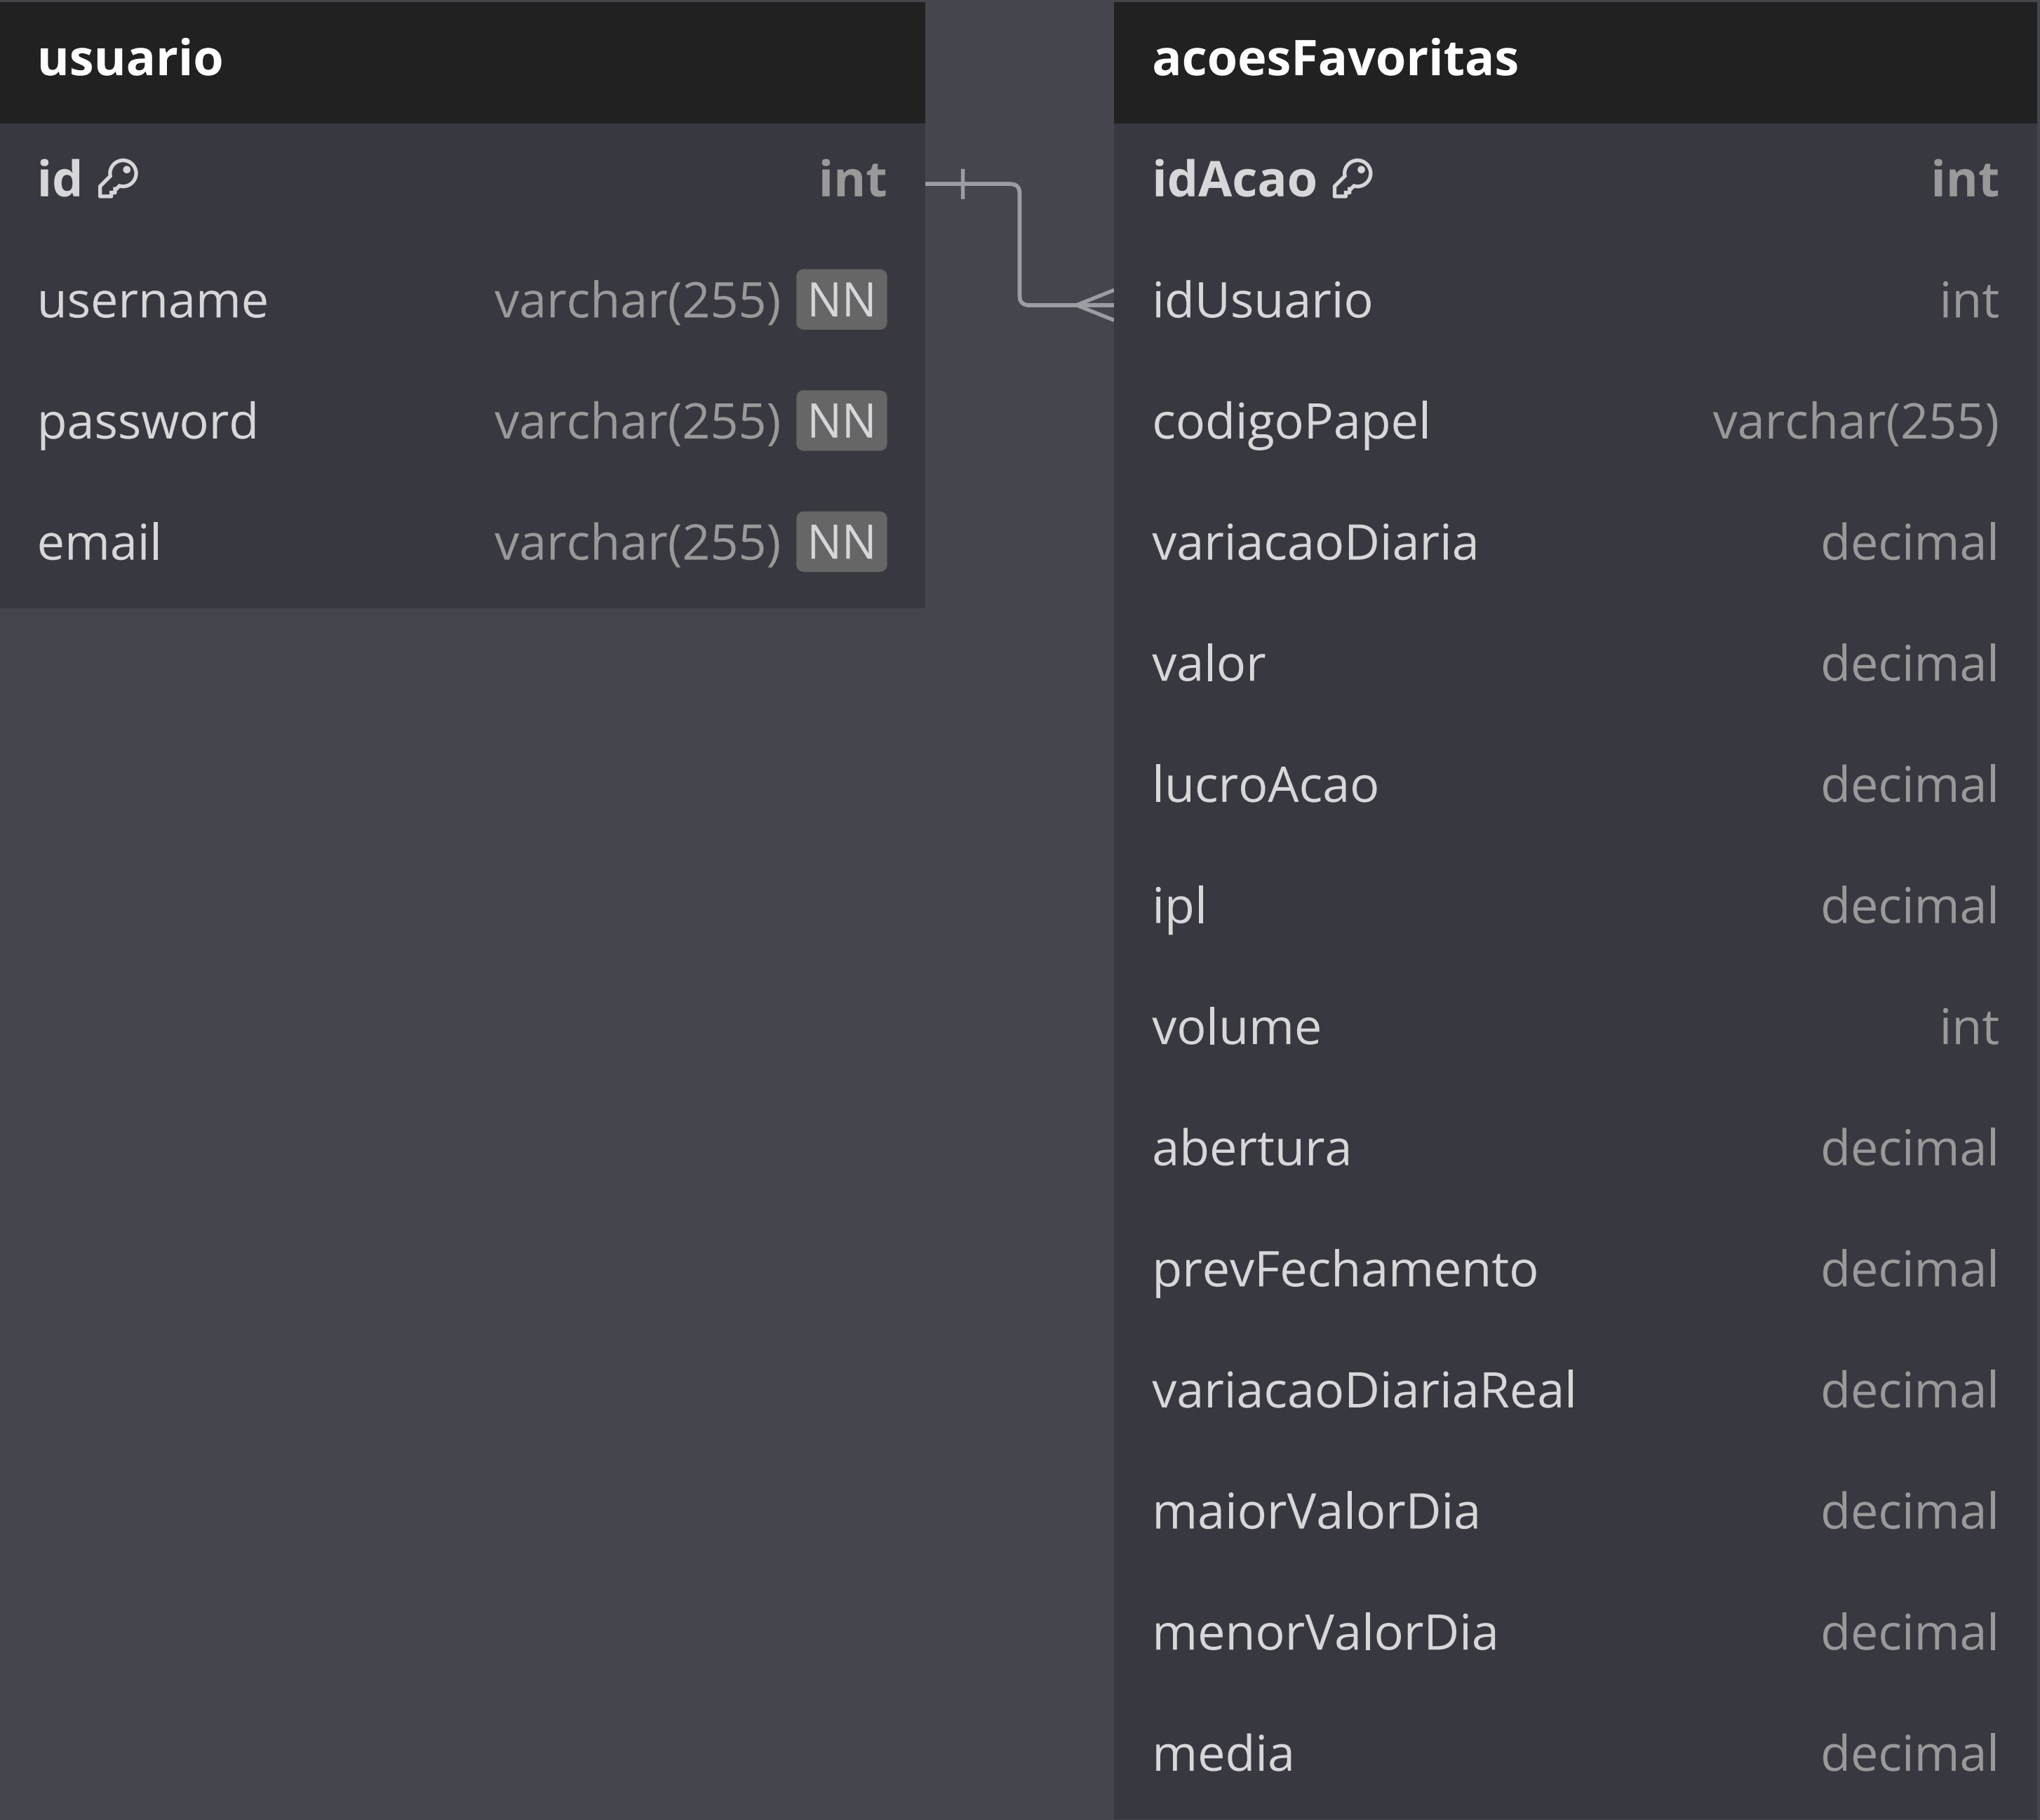 usuario
id int
username varchar(255) NN
password varchar(255) NN
email varchar(255) NN
acoesFavoritas
idAcao int
idUsuario int
codigoPapel varchar(255)
variacaoDiaria decimal
valor decimal
lucroAcao decimal
ipl decimal
volume int
abertura decimal
prevFechamento decimal
variacaoDiariaReal decimal
maiorValorDia decimal
menorValorDia decimal
media decimal